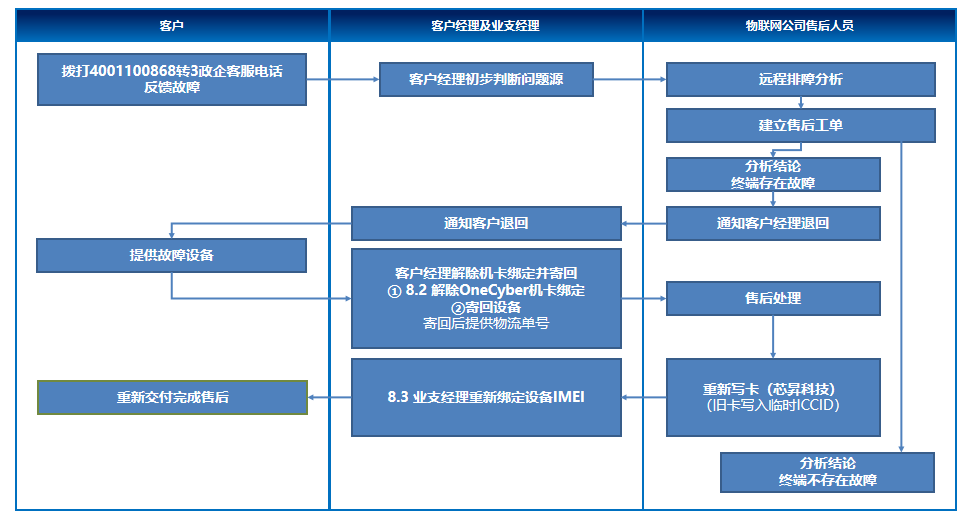 客户
客户经理及业支经理
物联网公司售后人员
拨打4001100868转3政企客服电话
反馈故障
客户经理初步判断问题源
远程排障分析
建立售后工单
分析结论
终端存在故障
通知客户退回
通知客户经理退回
提供故障设备
客户经理解除机卡绑定并寄回
① 8.2 解除OneCyber机卡绑定
②寄回设备
寄回后提供物流单号
售后处理
重新交付完成售后
8.3 业支经理重新绑定设备IMEI
重新写卡（芯昇科技）
（旧卡写入临时ICCID）
分析结论
终端不存在故障